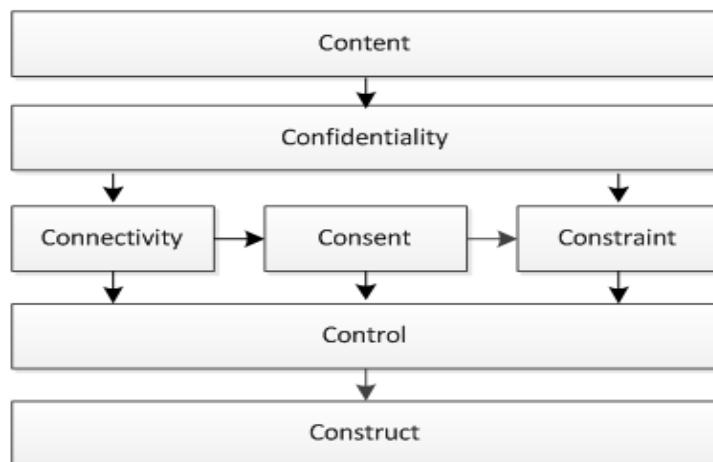 Content
Confidentiality
Connectivity
Consent
Constraint
Control
Construct